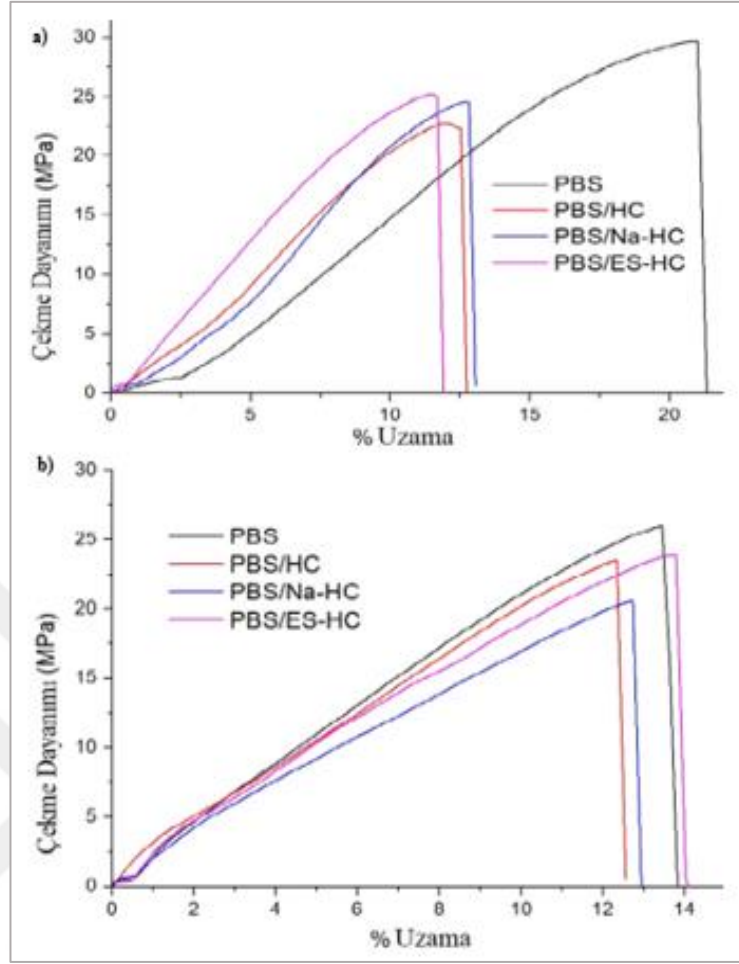 a)
30
25
20
15
10
5
0
Çekme Dayanımı (MPa)
PBS
PBS/HC
PBS/Na-HC
PBS/ES-HC
0 5 10 15 20
% Uzama
b)
30
25
20
15
10
5
0
Çekme Dayanımı (MPa)
PBS
PBS/HC
PBS/Na-HC
PBS/ES-HC
0 2 4 6 8 10 12 14
% Uzama